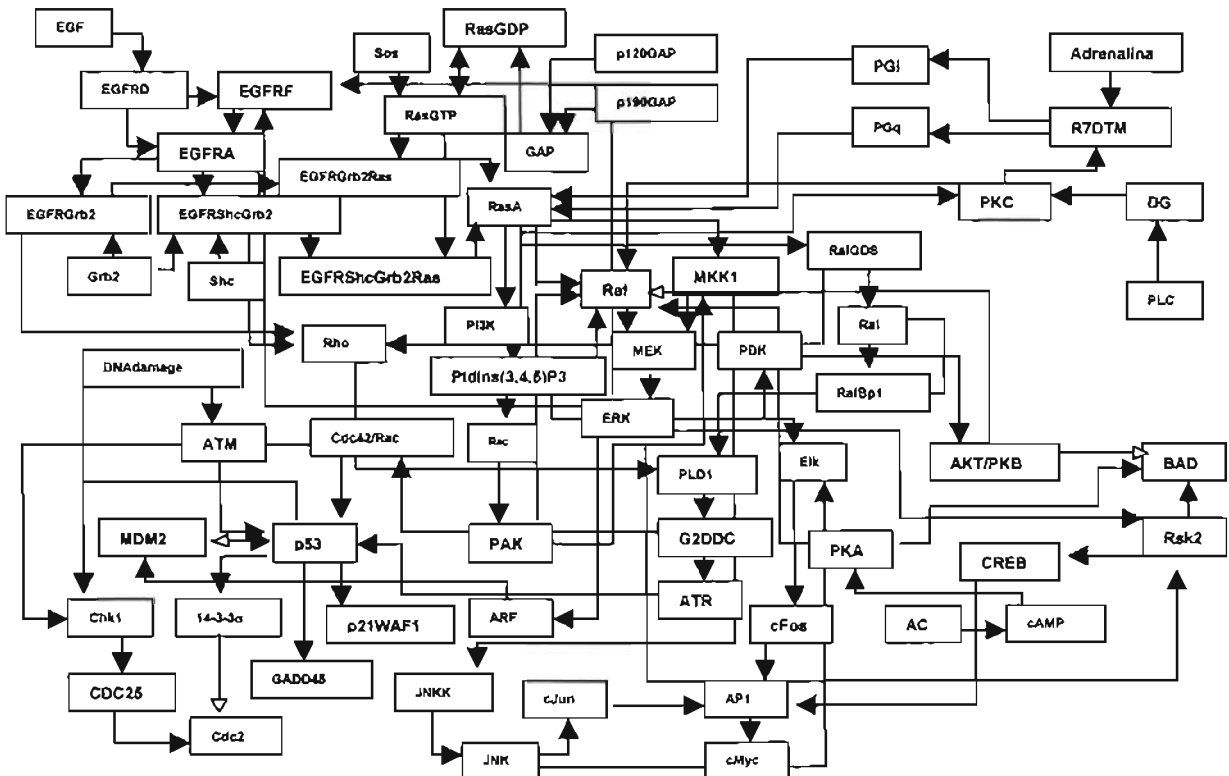 EGF
Sos
RasGDP
p120GAP
PGi
Adrenalina
EGFRD
EGFRF
RasGTP
p190GAP
PGq
R7DTM
EGFRA
GAP
EGFRGrb2Ras
EGFRGrb2
EGFRShcGrb2
RasA
PKC
DG
Grb2
Shc
EGFRShcGrb2Ras
Raf
MKK1
RalGDS
PLC
PI3K
Ral
Rho
MEK
PDK
DNAdamage
PtdIns(3,4,5)P3
RalBp1
ERK
ATM
Cdc42/Rac
Rac
PLD1
Elk
AKT/PKB
BAD
MDM2
p53
PAK
G2DDC
PKA
CREB
Rsk2
Chk1
14-3-3σ
p21WAF1
ARF
ATR
cFos
AC
cAMP
CDC25
GADD45
JNKK
cJun
AP1
Cdc2
JNK
cMyc